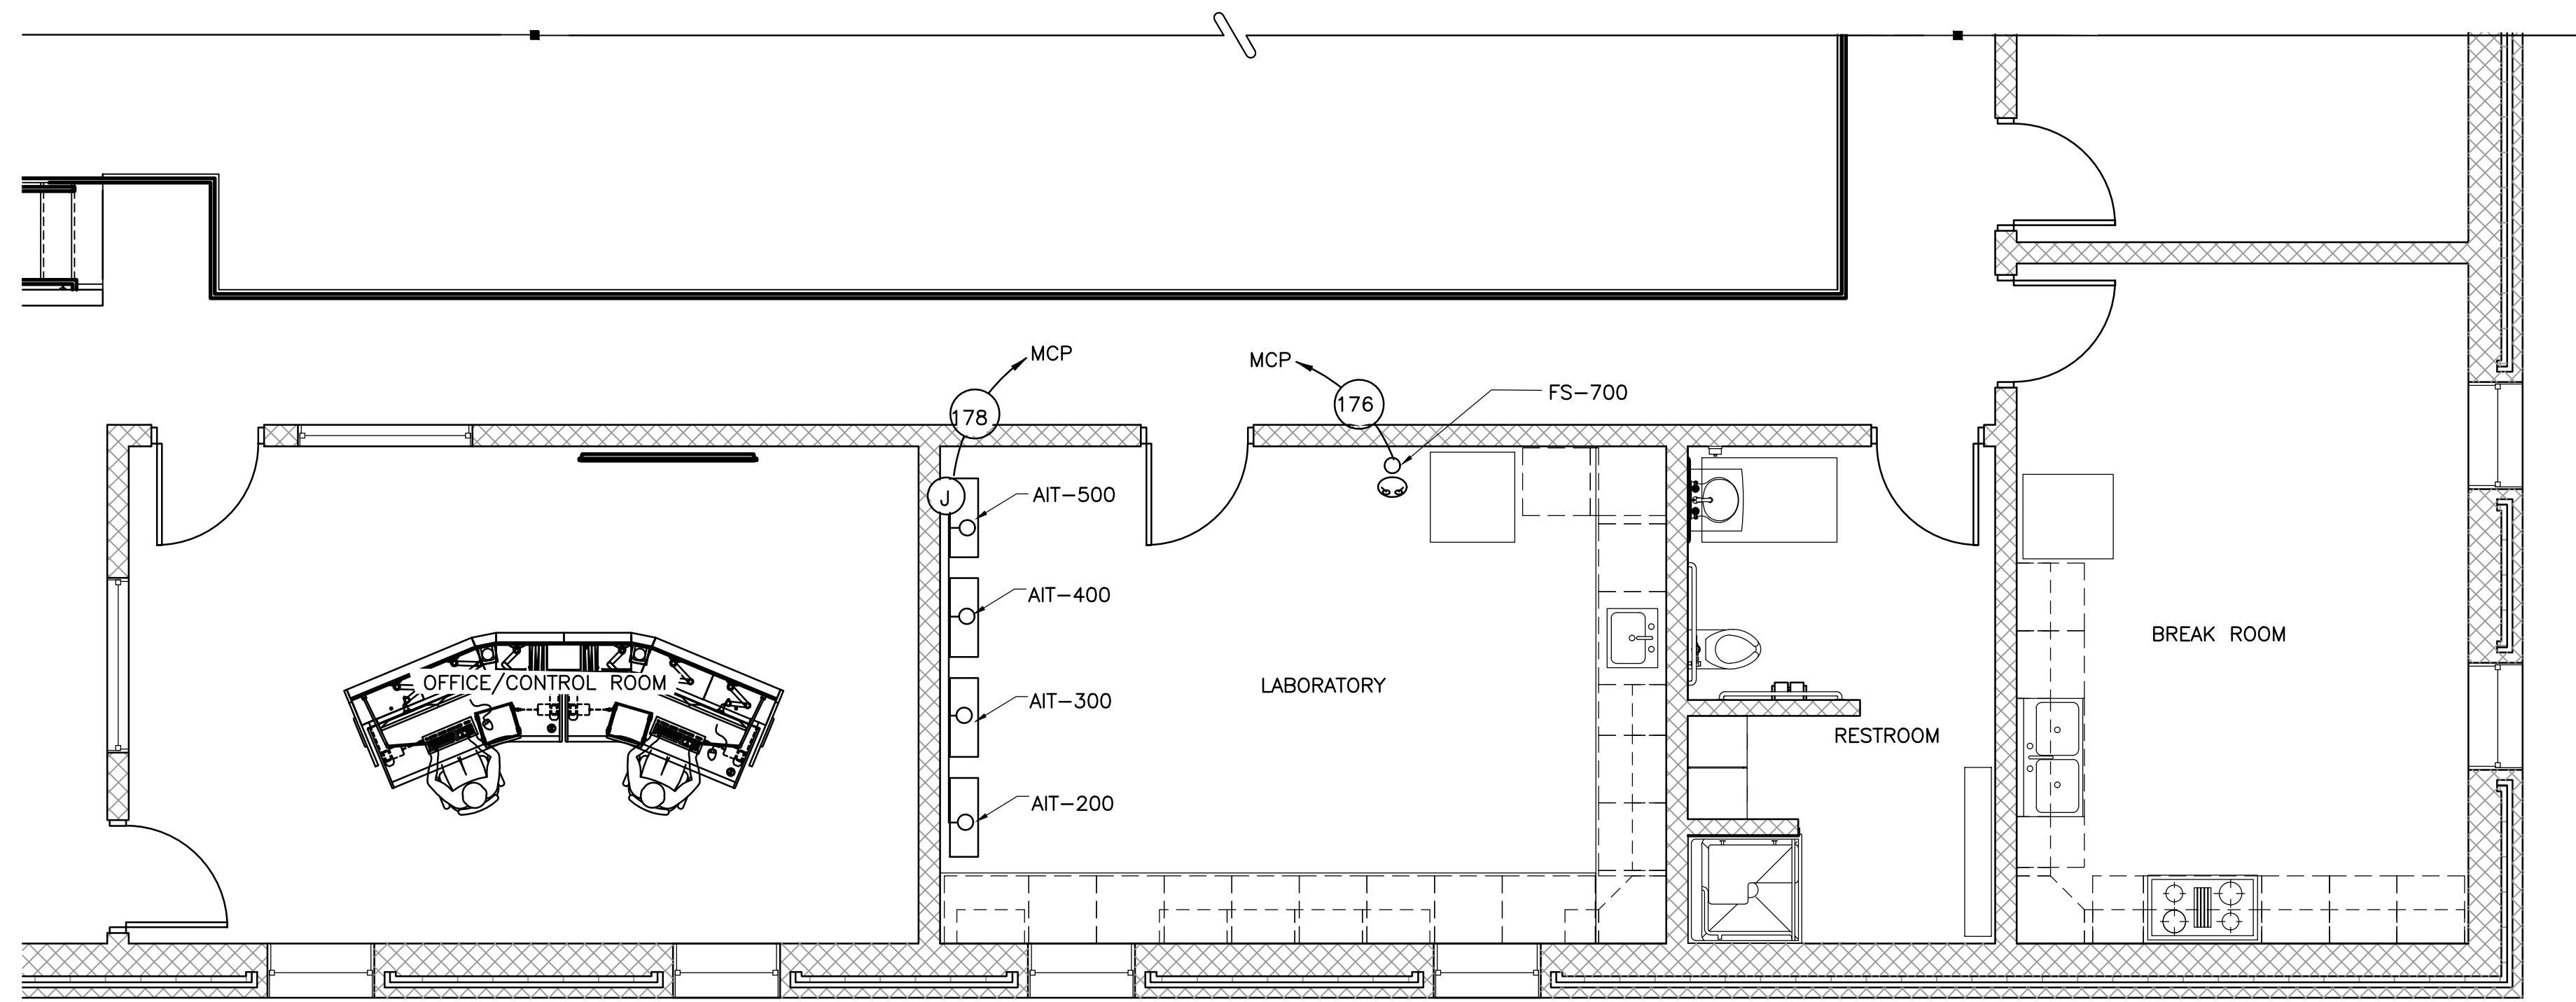 MCP
MCP
178
176
FS-700
J
AIT-500
AIT-400
AIT-300
AIT-200
OFFICE/CONTROL ROOM
LABORATORY
BREAK ROOM
RESTROOM